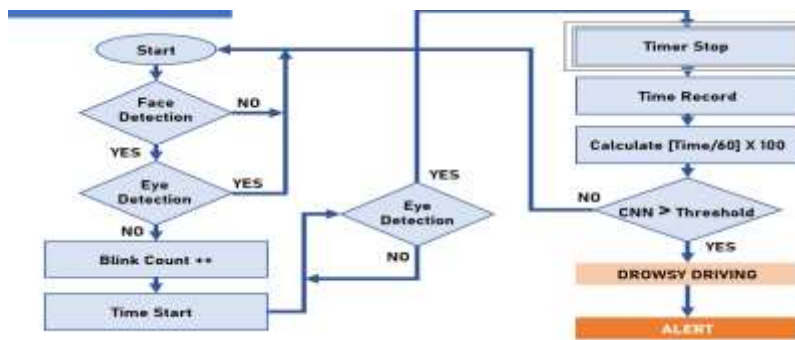 Start
Face
Detection
NO
YES
Eye
Detection
YES
NO
Blink Count ++
Time Start
Eye
Detection
YES
NO
Timer Stop
Time Record
Calculate [Time/60] X 100
CNN > Threshold
NO
YES
DROWSY DRIVING
ALERT